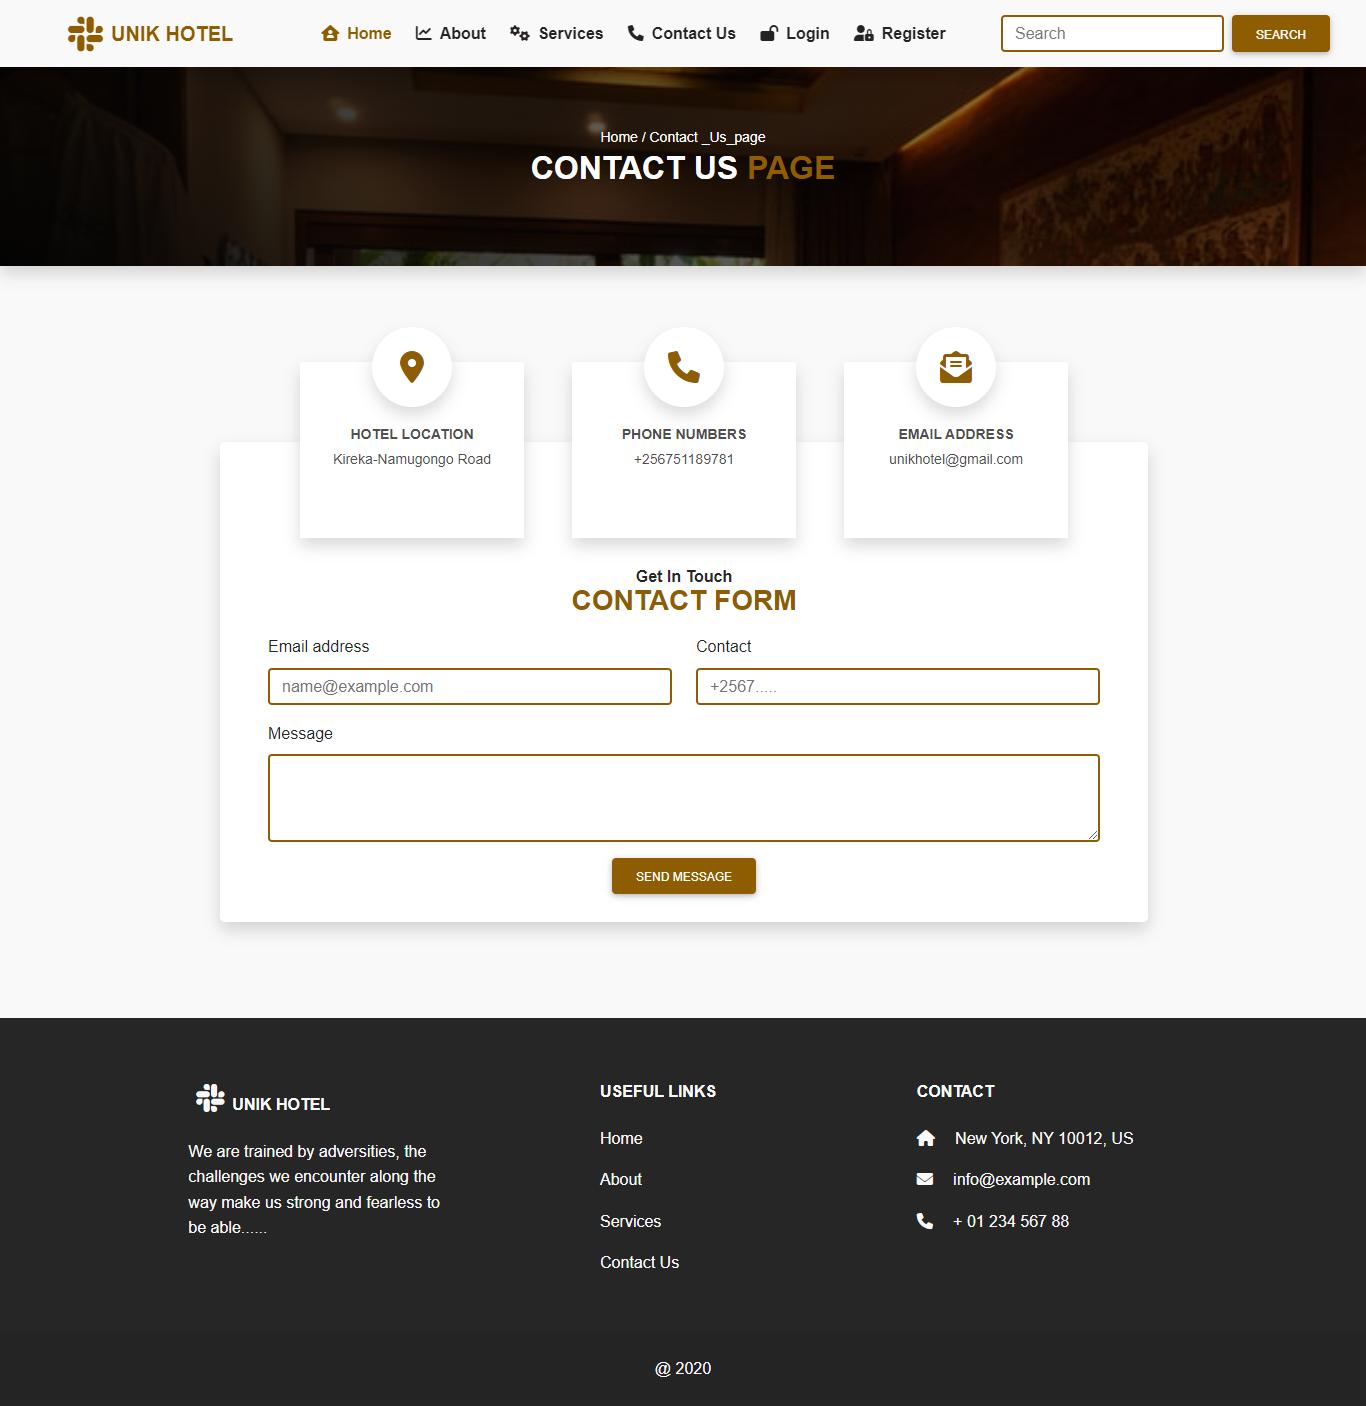 UNIK HOTEL
Home
About
Services
Contact Us
Login
Register
Search
SEARCH
Home / Contact _Us_page
CONTACT US PAGE
HOTEL LOCATION
Kireka-Namugongo Road
PHONE NUMBERS
+256751189781
EMAIL ADDRESS
unikhotel@gmail.com
Get In Touch
CONTACT FORM
Email address
name@example.com
Contact
+2567.....
Message
SEND MESSAGE
UNIK HOTEL
We are trained by adversities, the
challenges we encounter along the
way make us strong and fearless to
be able......
USEFUL LINKS
Home
About
Services
Contact Us
CONTACT
New York, NY 10012, US
info@example.com
+ 01 234 567 88
@ 2020